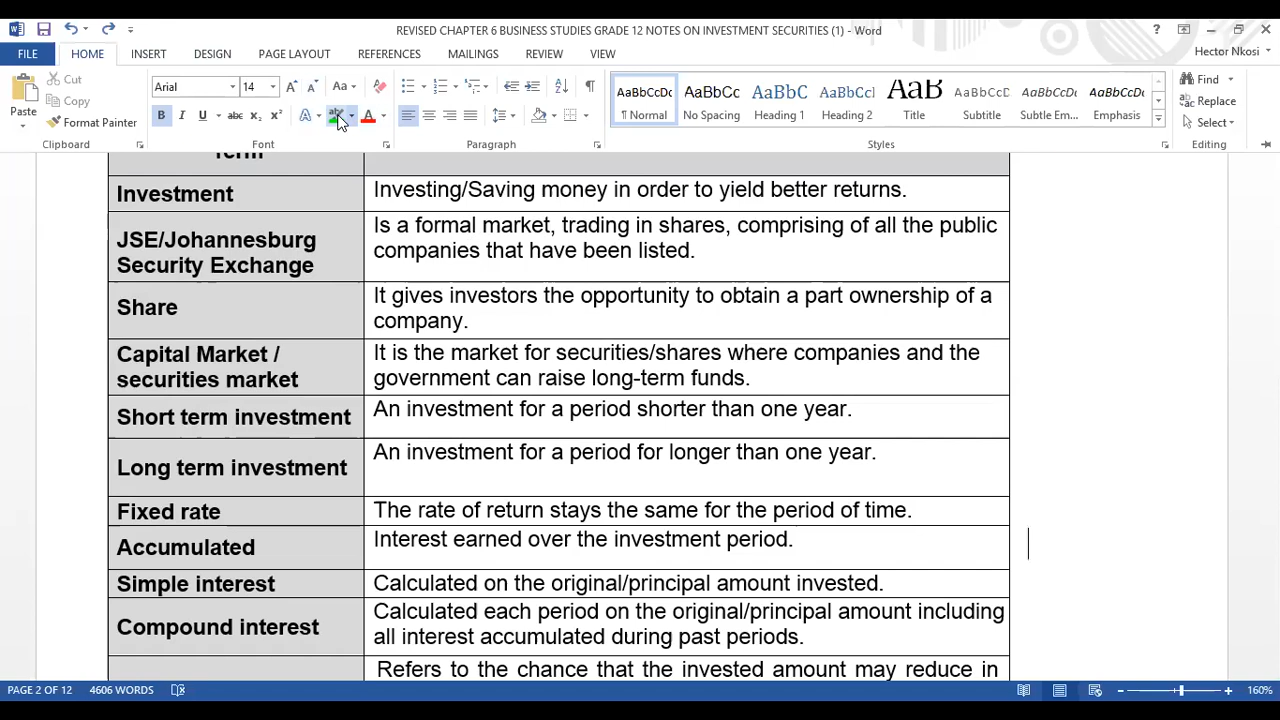 REVISED CHAPTER 6 BUSINESS STUDIES GRADE 12 NOTES ON INVESTMENT SECURITIES (1) - Word
FILE HOME INSERT DESIGN PAGE LAYOUT REFERENCES MAILINGS REVIEW VIEW Hector Nkosi
Paste
Cut
Copy
Format Painter
Clipboard
Arial 14
Font
Paragraph
AaBbCcDc AaBbCcDc AaBbC AaBbCcl AaB AaBbCcD AaBbCcDc AaBbCcDc
¶ Normal No Spacing Heading 1 Heading 2 Title Subtitle Subtle Em... Emphasis
Styles
Find
Replace
Select
Editing
Term
Investment
Investing/Saving money in order to yield better returns.
JSE/Johannesburg
Security Exchange
Is a formal market, trading in shares, comprising of all the public
companies that have been listed.
Share
It gives investors the opportunity to obtain a part ownership of a
company.
Capital Market /
securities market
It is the market for securities/shares where companies and the
government can raise long-term funds.
Short term investment
An investment for a period shorter than one year.
Long term investment
An investment for a period for longer than one year.
Fixed rate
The rate of return stays the same for the period of time.
Accumulated
Interest earned over the investment period.
Simple interest
Calculated on the original/principal amount invested.
Compound interest
Calculated each period on the original/principal amount including
all interest accumulated during past periods.
Refers to the chance that the invested amount may reduce in
PAGE 2 OF 12 4606 WORDS 160%